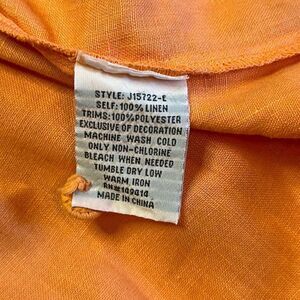 STYLE: J15722-E
SELF: 100% LINEN
TRIMS: 100% POLYESTER
EXCLUSIVE OF DECORATION
MACHINE WASH COLD
ONLY NON-CHLORINE
BLEACH WHEN NEEDED
TUMBLE DRY LOW
WARM IRON
RN#149414
MADE IN CHINA